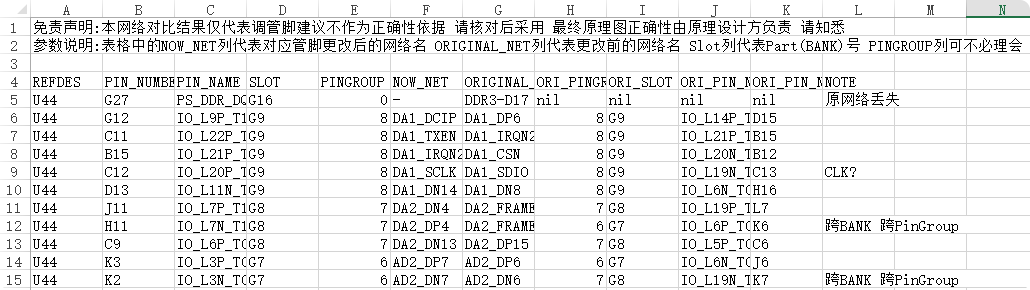 A B C D E F G H I J K L M N
1 免责声明:本网络对比结果仅代表调管脚建议不作为正确性依据 请核对后采用 最终原理图正确性由原理设计方负责 请知悉
2 参数说明:表格中的NOW_NET列代表对应管脚更改后的网络名 ORIGINAL_NET列代表更改前的网络名 Slot列代表Part(BANK)号 PINGROUP列可不必理会
3
4 REFDES PIN_NUMBE PIN_NAME SLOT PINGROUP NOW_NET ORIGINAL_ ORI_PINGR ORI_SLOT ORI_PIN_N ORI_PIN_N NOTE
5 U44 G27 PS_DDR_DQ G16 0 - DDR3-D17 nil nil nil nil 原网络丢失
6 U44 G12 IO_L9P_T1 G9 8 DA1_DCIP DA1_DP6 8 G9 IO_L14P_T D15
7 U44 C11 IO_L22P_T G9 8 DA1_TXEN DA1_IRQN2 8 G9 IO_L21P_T B15
8 U44 B15 IO_L21P_T G9 8 DA1_IRQN2 DA1_CSN 8 G9 IO_L20N_T B12
9 U44 C12 IO_L20P_T G9 8 DA1_SCLK DA1_SDIO 8 G9 IO_L19N_T C13 CLK?
10 U44 D13 IO_L11N_T G9 8 DA1_DN14 DA1_DN8 8 G9 IO_L6N_T0 H16
11 U44 J11 IO_L7P_T1 G8 7 DA2_DN4 DA2_FRAME 7 G8 IO_L19P_T L7
12 U44 H11 IO_L7N_T1 G8 7 DA2_DP4 DA2_FRAME 6 G7 IO_L6P_T0 K6 跨BANK 跨PinGroup
13 U44 C9 IO_L6P_T0 G8 7 DA2_DN13 DA2_DP15 7 G8 IO_L5P_T0 C6
14 U44 K3 IO_L3P_T0 G7 6 AD2_DP7 AD2_DP6 6 G7 IO_L6N_T0 J6
15 U44 K2 IO_L3N_T0 G7 6 AD2_DN7 AD2_DN6 7 G8 IO_L19N_T K7 跨BANK 跨PinGroup